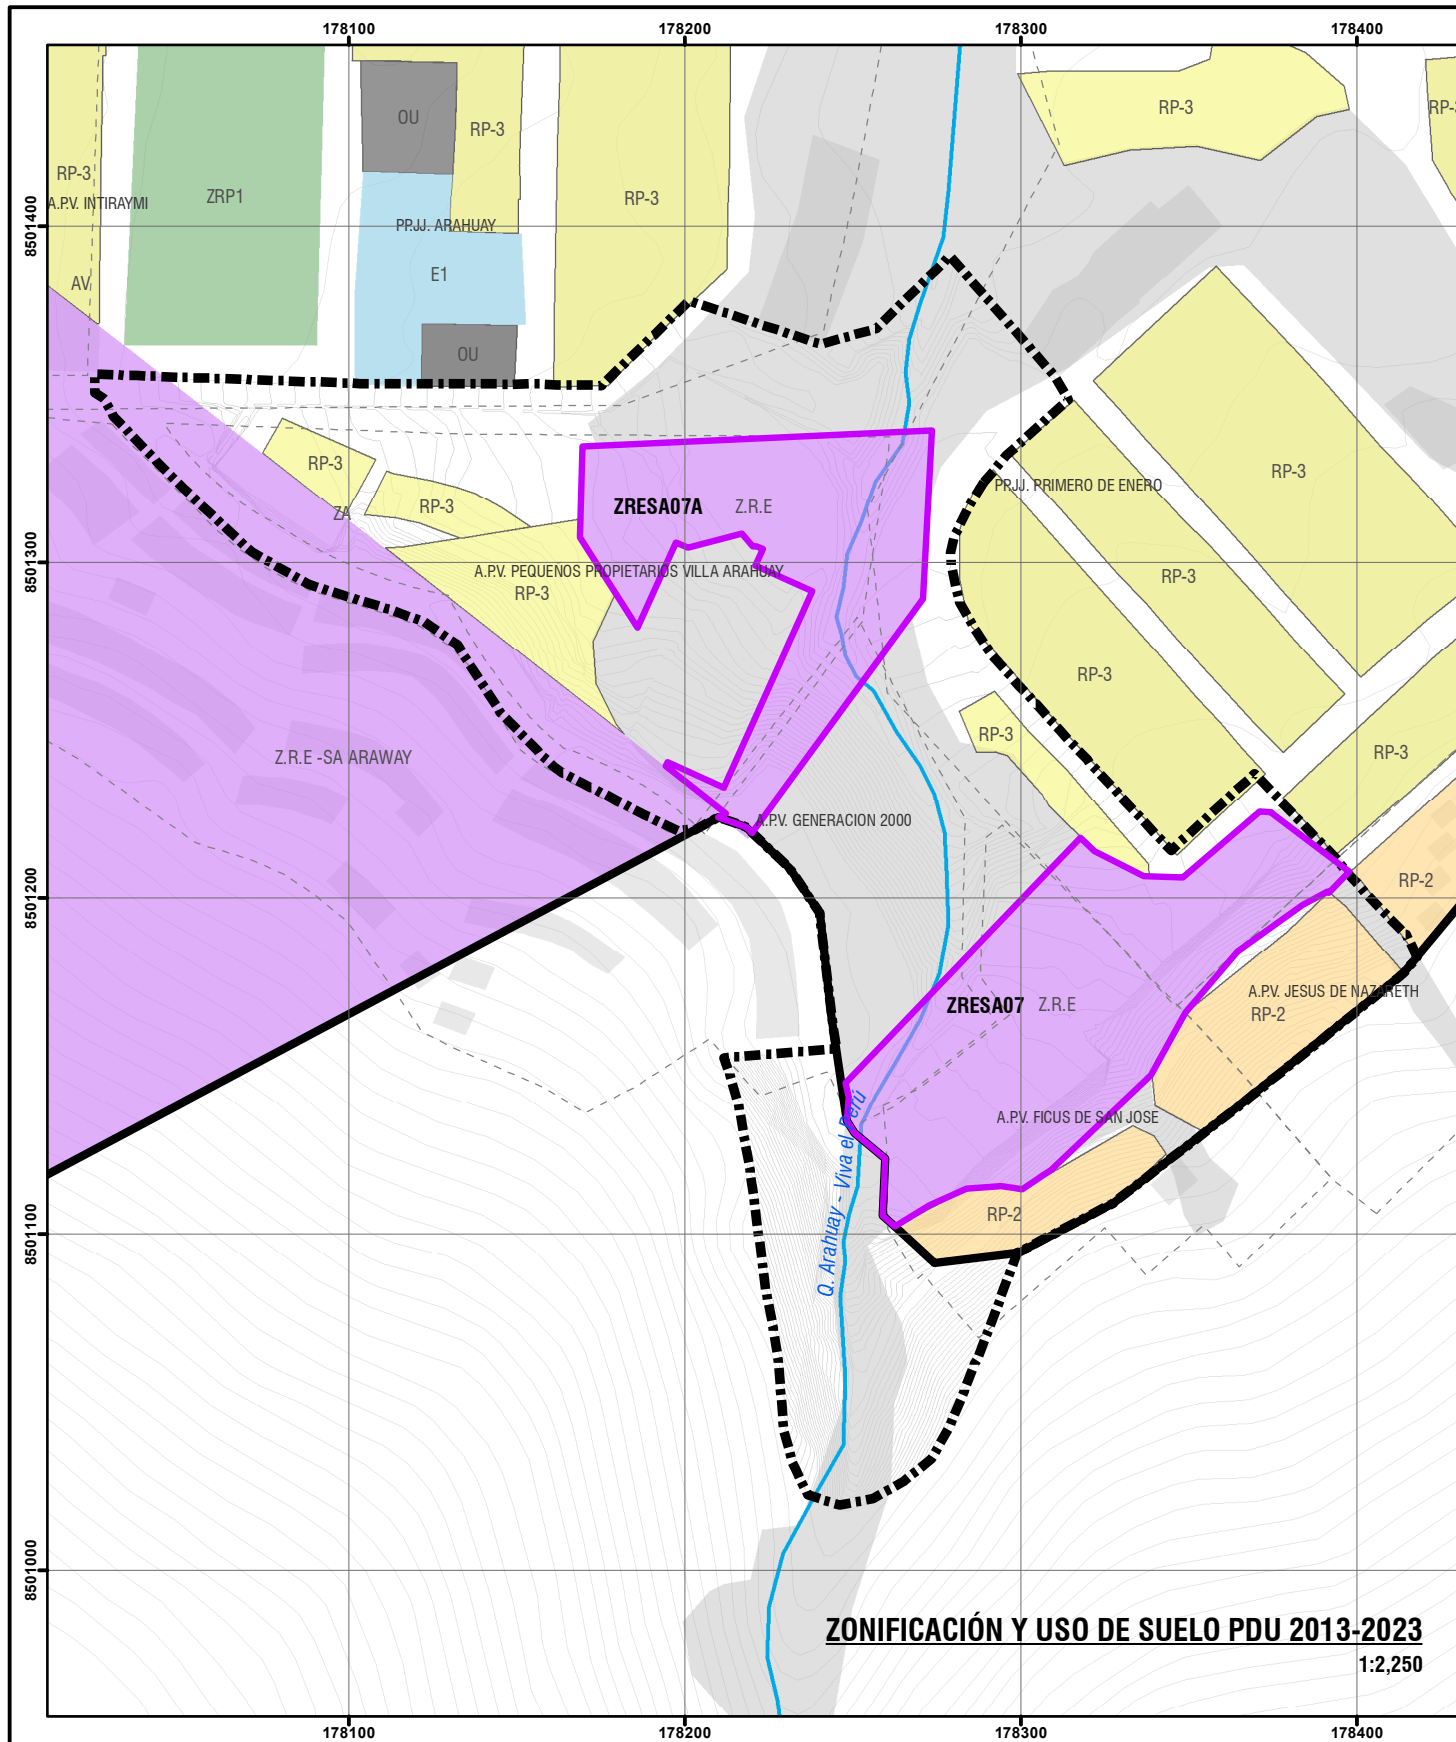 178100 178200 178300 178400
RP-3
OU
RP-3
RP-3
RP-
RP-3
ZRP1
RP-3
A.P.V. INTIRAYMI
PP.JJ. ARAHUAY
8501400
E1
AV
OU
RP-3
RP-3
RP-3
PP.JJ. PRIMERO DE ENERO
ZRESA07A Z.R.E
ZA
8501300
A.P.V. PEQUENOS PROPIETARIOS VILLA ARAHUAY
RP-3
RP-3
RP-3
RP-3
RP-3
Z.R.E -SA ARAWAY
A.P.V. GENERACION 2000
RP-2
8501200
A.P.V. JESUS DE NAZARETH
ZRESA07 Z.R.E
RP-2
A.P.V. FICUS DE SAN JOSE
Q. Arahuay - Viva el Perú
RP-2
8501100
8501000
ZONIFICACIÓN Y USO DE SUELO PDU 2013-2023
1:2,250
178100 178200 178300 178400